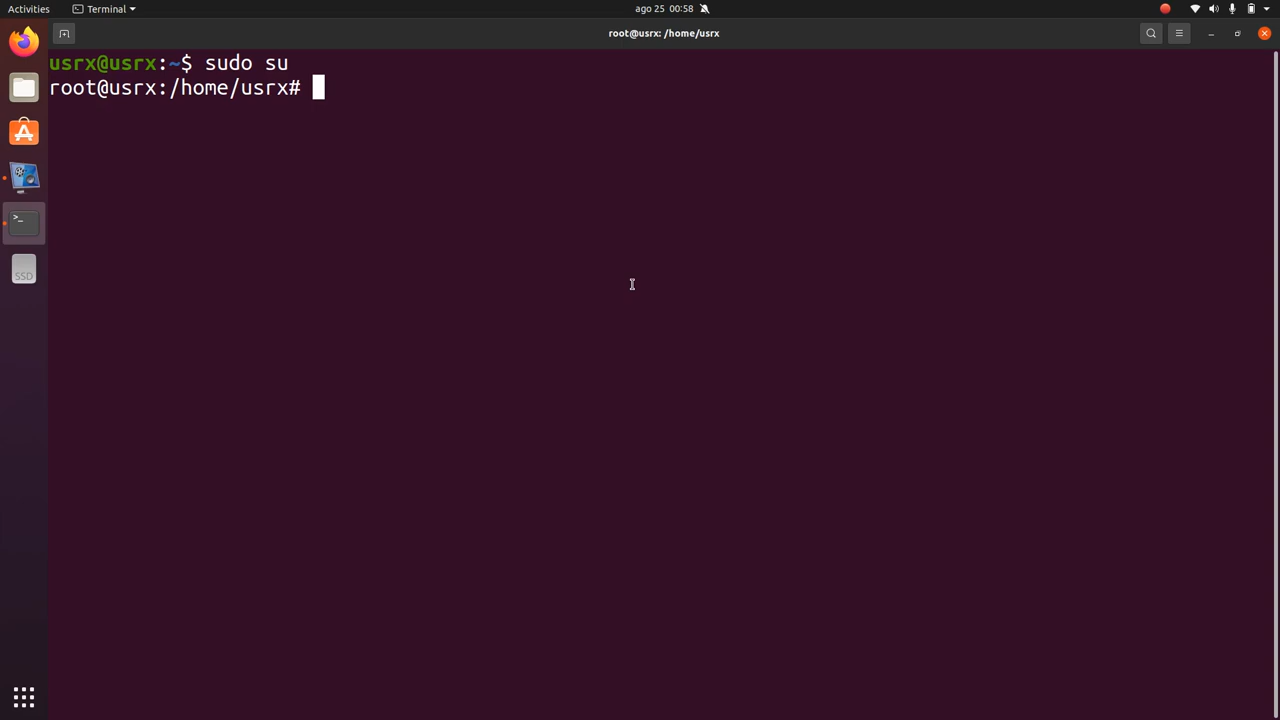 Activities
Terminal
ago 25 00:58
root@usrx: /home/usrx
usrx@usrx:~$ sudo su
root@usrx:/home/usrx#
>_
SSD